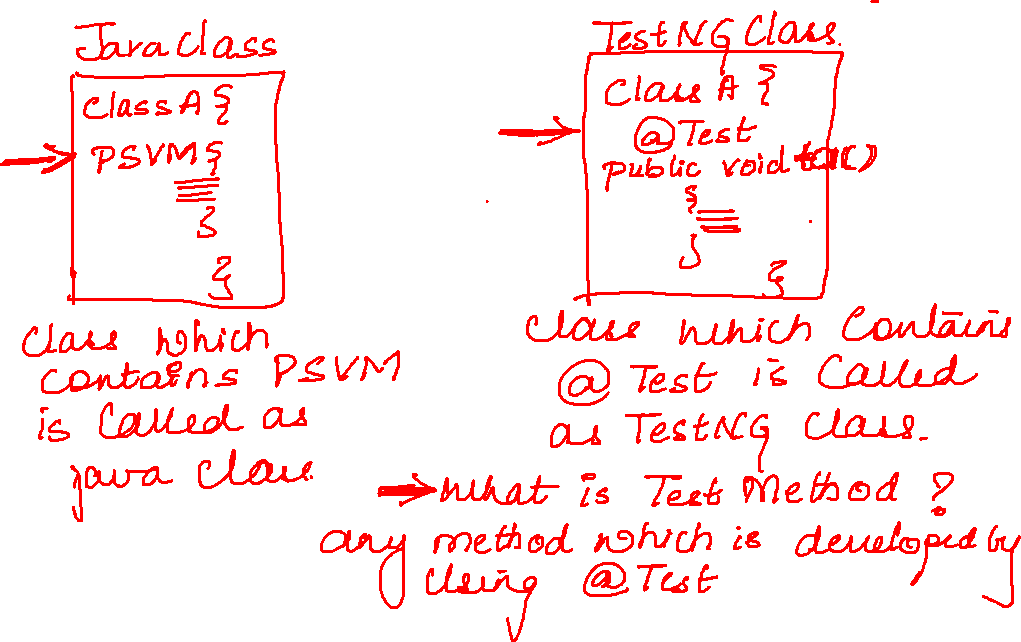 Java Class
Class A {
PSVM {
}
}
Class which
contains PSVM
is Called as
java Class.
TestNG Class.
Class A {
@Test
public void ()
{
}
}
Class which Contains
@ Test is Called
as TestNG Class.
→ What is Test Method ?
any method which is developed by
Using @ Test